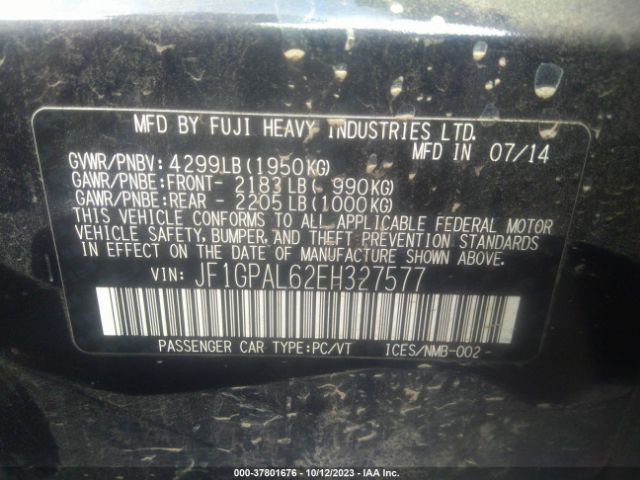 MFD BY FUJI HEAVY INDUSTRIES LTD.
MFD IN 07/14
GVWR/PNBV: 4299LB (1950KG)
GAWR/PNBE: FRONT- 2183 LB ( 990KG)
GAWR/PNBE: REAR - 2205 LB (1000KG)
THIS VEHICLE CONFORMS TO ALL APPLICABLE FEDERAL MOTOR
VEHICLE SAFETY, BUMPER, AND THEFT PREVENTION STANDARDS
IN EFFECT ON THE DATE OF MANUFACTURE SHOWN ABOVE.
VIN: JF1GPAL62EH327577
PASSENGER CAR TYPE:PC/VT ICES/NMB-002
000-37801676 - 10/12/2023 - IAA Inc.